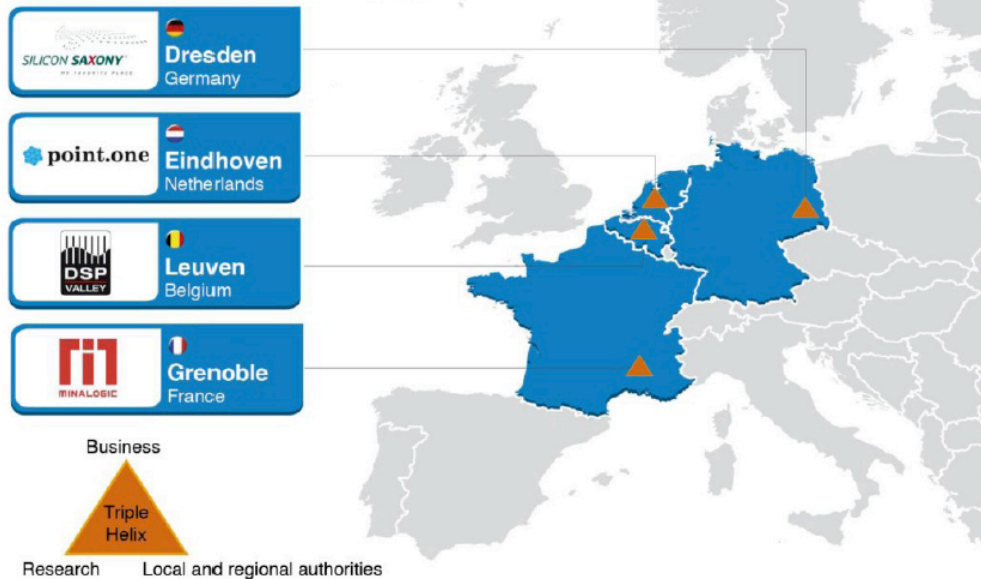 SILICON SAXONY
MY FAVORITE PLACE
Dresden
Germany
point.one
Eindhoven
Netherlands
DSP
VALLEY
Leuven
Belgium
MINALOGIC
Grenoble
France
Business
Triple
Helix
Research
Local and regional authorities